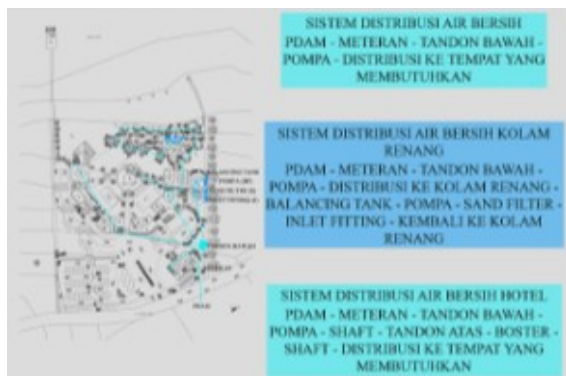 SISTEM DISTRIBUSI AIR BERSIH
PDAM - METERAN - TANDON BAWAH -
POMPA - DISTRIBUSI KE TEMPAT YANG
MEMBUTUHKAN
SISTEM DISTRIBUSI AIR BERSIH KOLAM
RENANG
PDAM - METERAN - TANDON BAWAH -
POMPA - DISTRIBUSI KE KOLAM RENANG -
BALANCING TANK - POMPA - SAND FILTER -
INLET FITTING - KEMBALI KE KOLAM
RENANG
SISTEM DISTRIBUSI AIR BERSIH HOTEL
PDAM - METERAN - TANDON BAWAH -
POMPA - SHAFT - TANDON ATAS - BOSTER -
SHAFT - DISTRIBUSI KE TEMPAT YANG
MEMBUTUHKAN